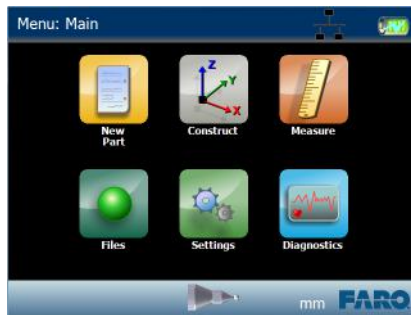 Menu: Main
Z
Y
X
New
Part
Construct
Measure
Files
Settings
Diagnostics
mm
FARO